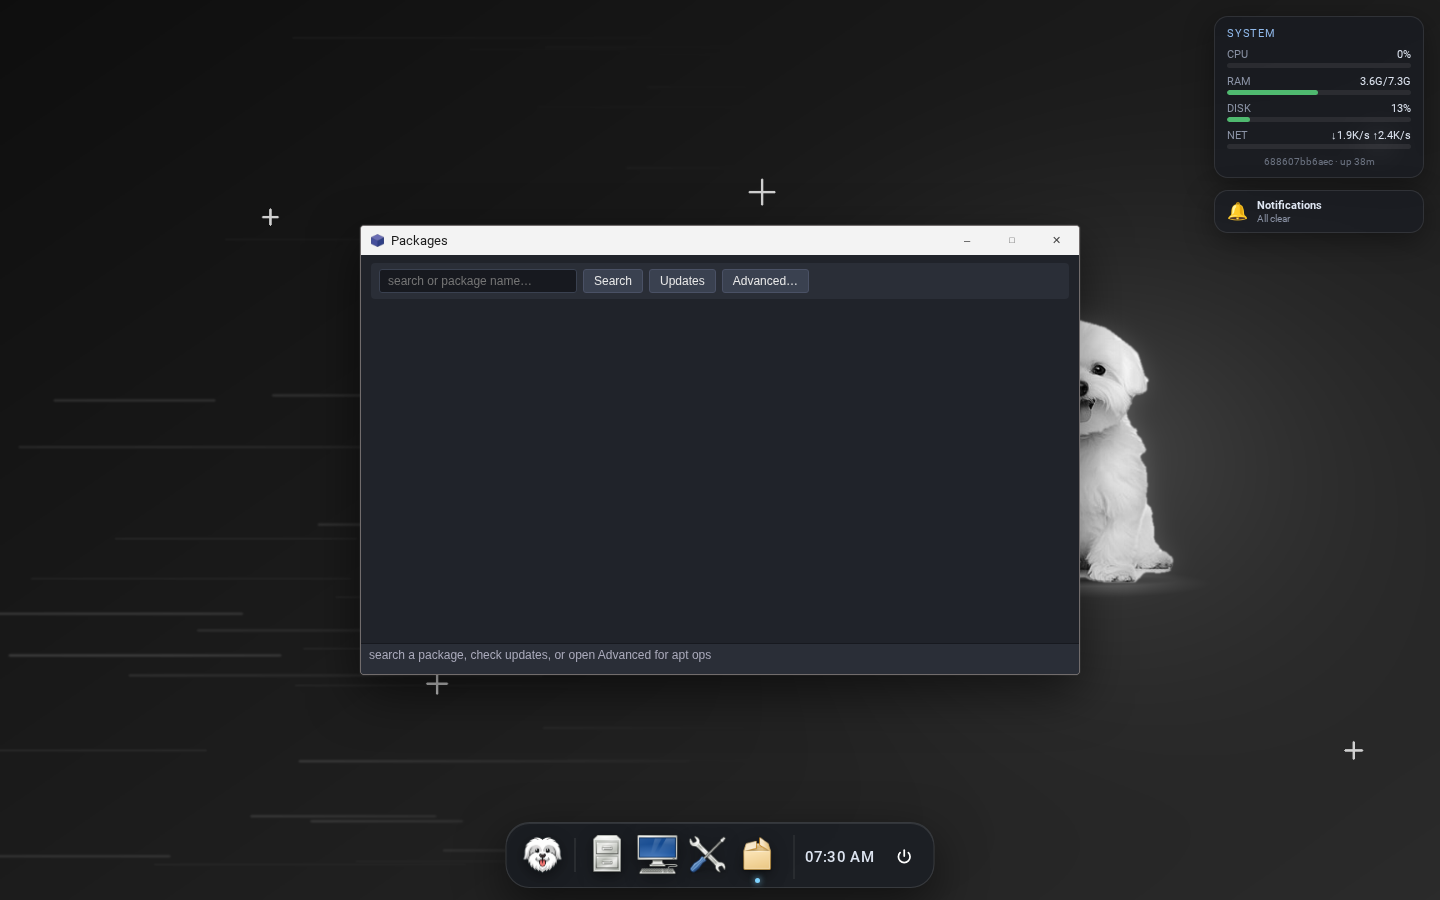 SYSTEM
CPU 0%
RAM 3.6G/7.3G
DISK 13%
NET ↓1.9K/s ↑2.4K/s
688607bb6aec · up 38m
Notifications
All clear
Packages
search or package name… Search Updates Advanced…
search a package, check updates, or open Advanced for apt ops
07:30 AM